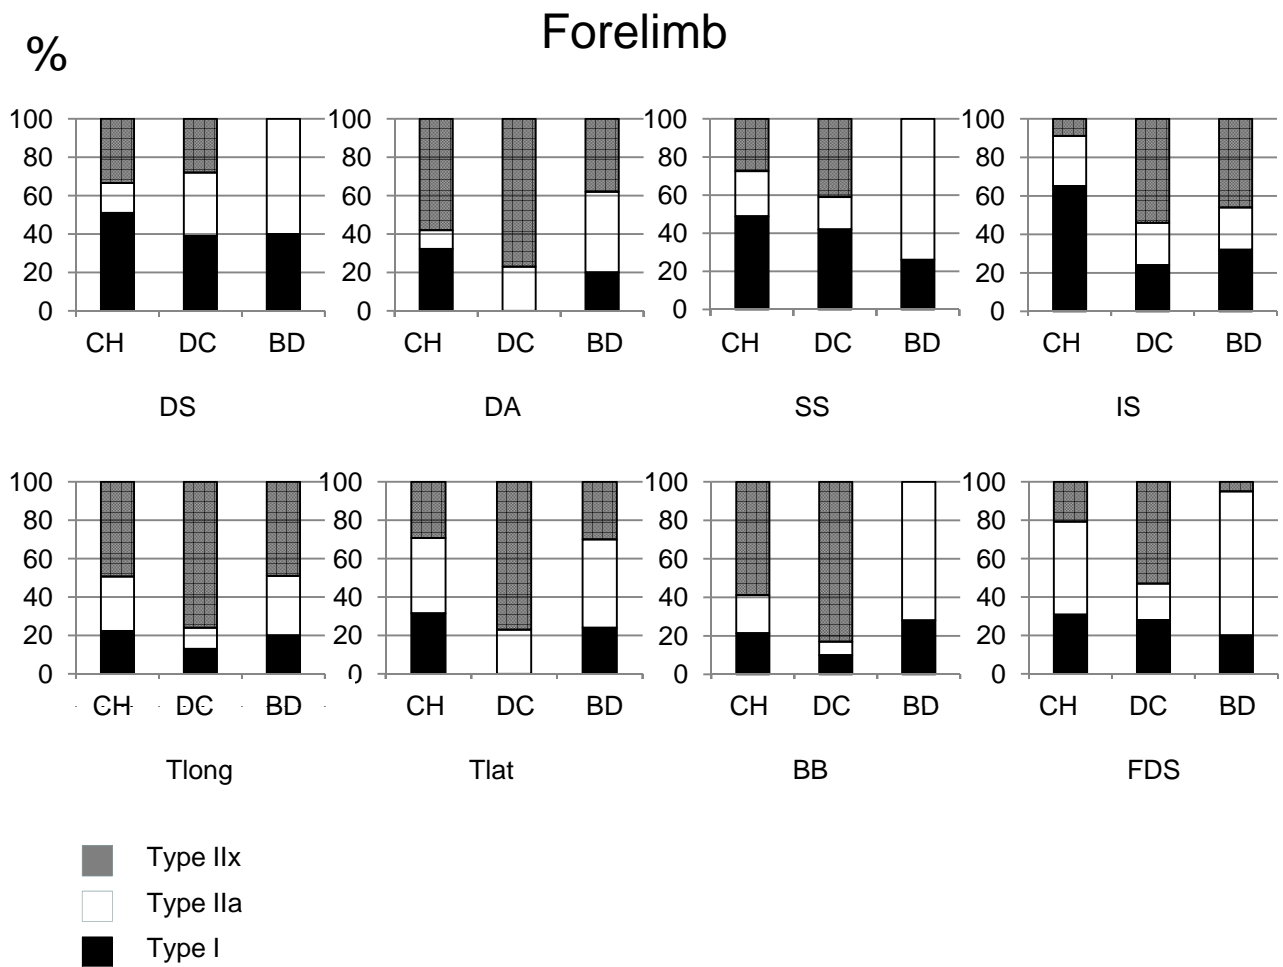 Forelimb
%
100 100 100 100
80 80 80 80
60 60 60 60
40 40 40 40
20 20 20 20
0 0 0 0
CH DC BD CH DC BD CH DC BD CH DC BD
DS DA SS IS
100 100 100 100
80 80 80 80
60 60 60 60
40 40 40 40
20 20 20 20
0 0 0 0
CH DC BD CH DC BD CH DC BD CH DC BD
Tlong Tlat BB FDS
Type IIx
Type IIa
Type I